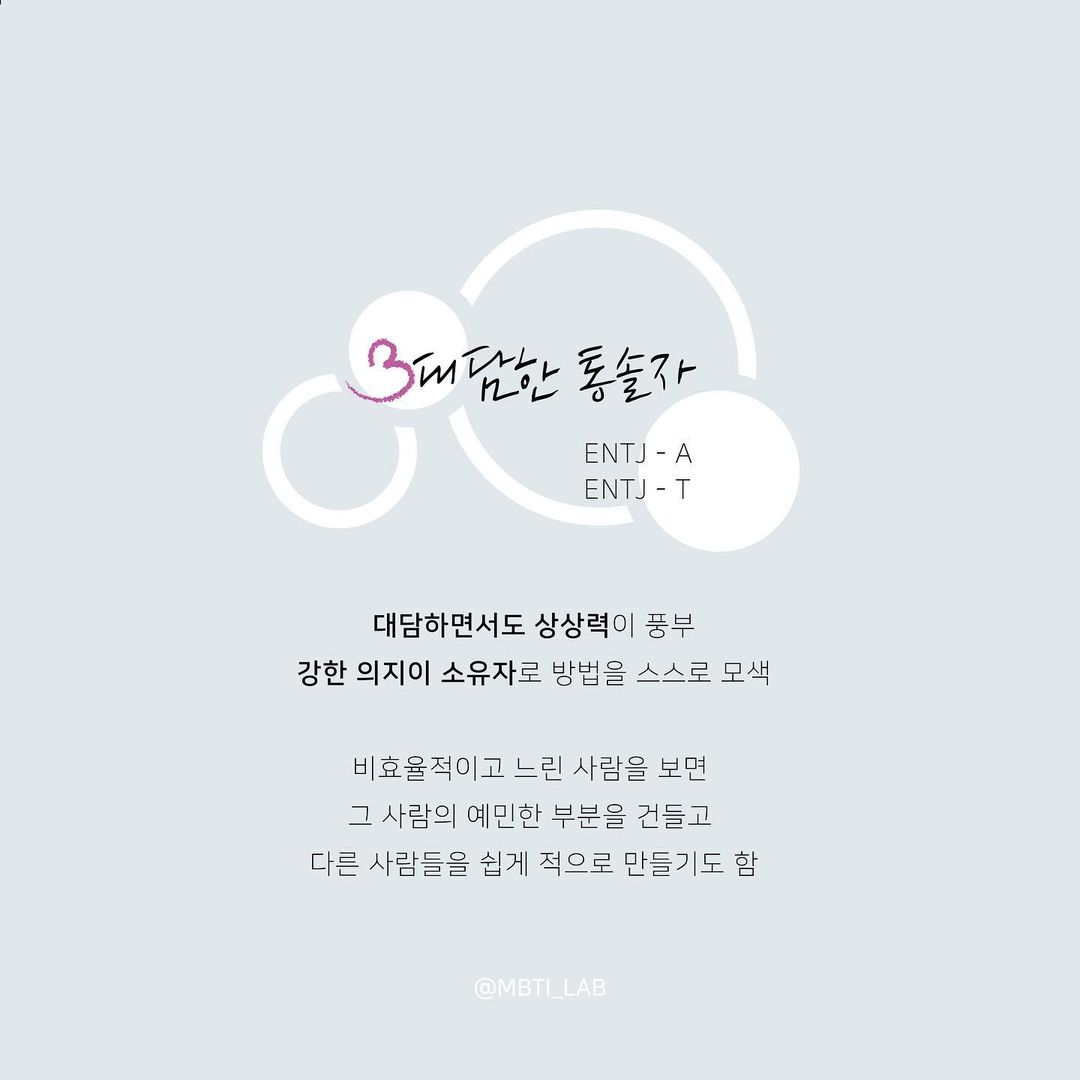 3 대담한 통솔자
ENTJ - A
ENTJ - T
대담하면서도 상상력이 풍부
강한 의지이 소유자로 방법을 스스로 모색
비효율적이고 느린 사람을 보면
그 사람의 예민한 부분을 건들고
다른 사람들을 쉽게 적으로 만들기도 함
@MBTI_LAB